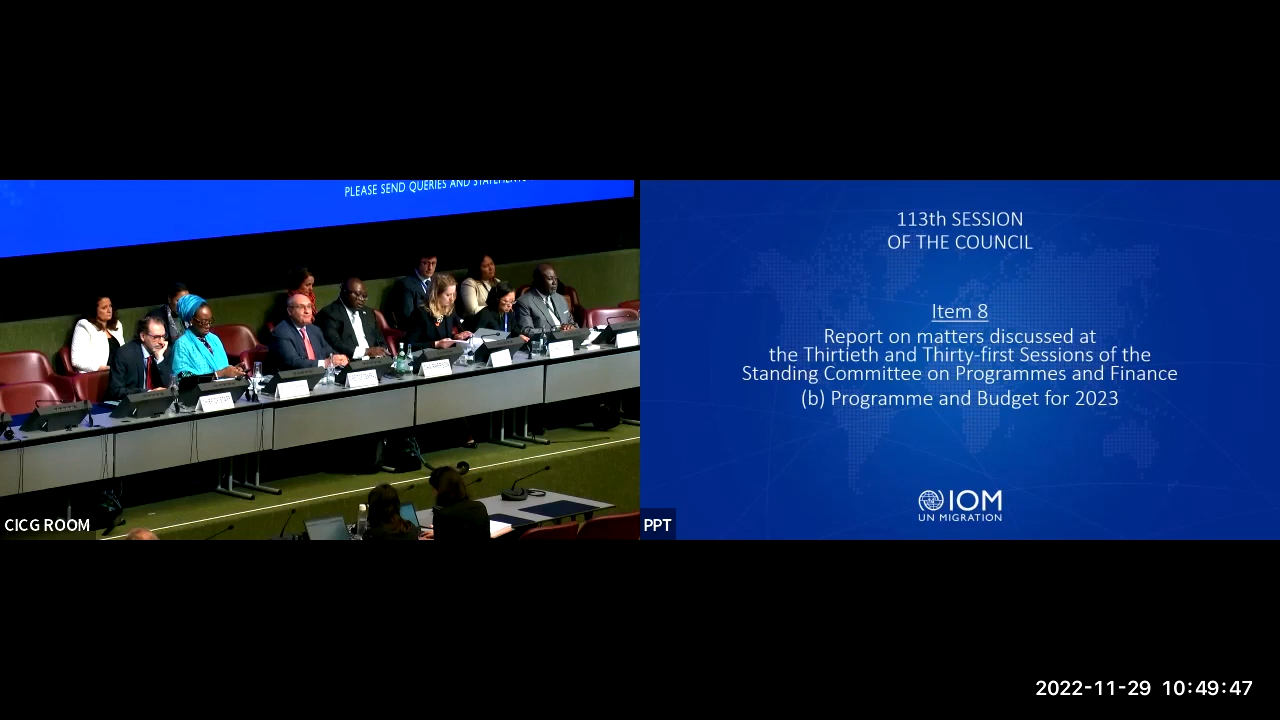 PLEASE SEND QUERIES AND STATEMENTS
CICG ROOM
113th SESSION
OF THE COUNCIL
Item 8
Report on matters discussed at
the Thirtieth and Thirty-first Sessions of the
Standing Committee on Programmes and Finance
(b) Programme and Budget for 2023
IOM
UN MIGRATION
PPT
2022-11-29 10:49:47